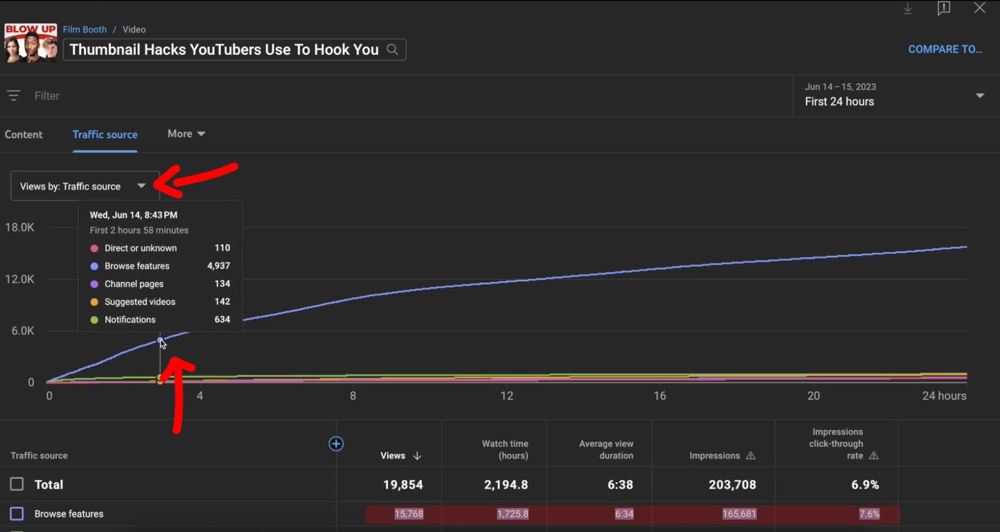 BLOW UP
Film Booth / Video
Thumbnail Hacks YouTubers Use To Hook You
COMPARE TO...
Filter
Jun 14 – 15, 2023
First 24 hours
Content
Traffic source
More
Views by: Traffic source
Wed, Jun 14, 8:43 PM
First 2 hours 58 minutes
Direct or unknown 110
Browse features 4,937
Channel pages 134
Suggested videos 142
Notifications 634
18.0K
12.0K
6.0K
0
0 4 8 12 16 20 24 hours
Traffic source
Views
Watch time
(hours)
Average view
duration
Impressions
Impressions
click-through
rate
Total 19,854 2,194.8 6:38 203,708 6.9%
Browse features 15,768 1,725.8 6:34 165,681 7.6%